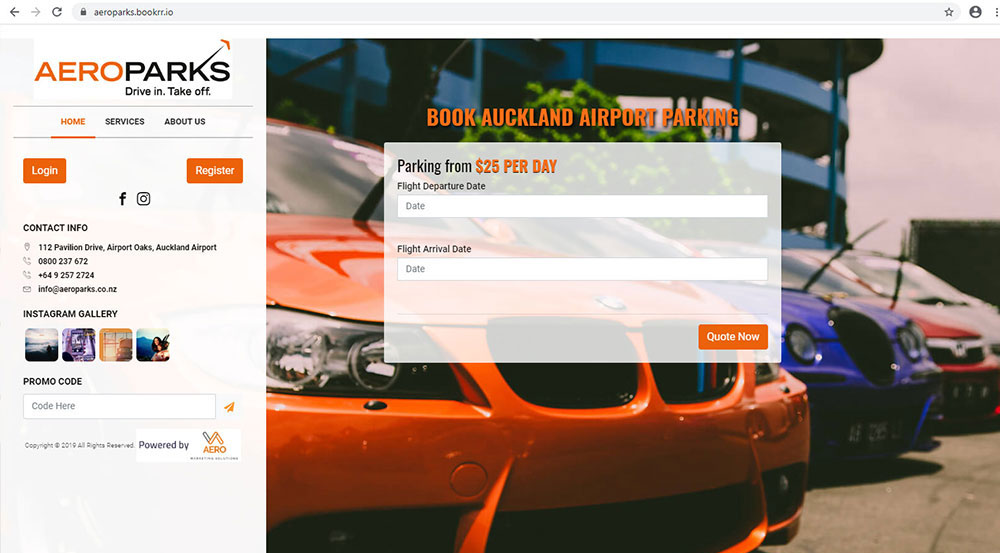 aeroparks.bookrr.io
AEROPARKS
Drive in. Take off.
HOME SERVICES ABOUT US
Login Register
CONTACT INFO
112 Pavilion Drive, Airport Oaks, Auckland Airport
0800 237 672
+64 9 257 2724
info@aeroparks.co.nz
INSTAGRAM GALLERY
PROMO CODE
Code Here
Copyright © 2019 All Rights Reserved.
Powered by
AERO
MARKETING SOLUTIONS
BOOK AUCKLAND AIRPORT PARKING
Parking from $25 PER DAY
Flight Departure Date
Date
Flight Arrival Date
Date
Quote Now